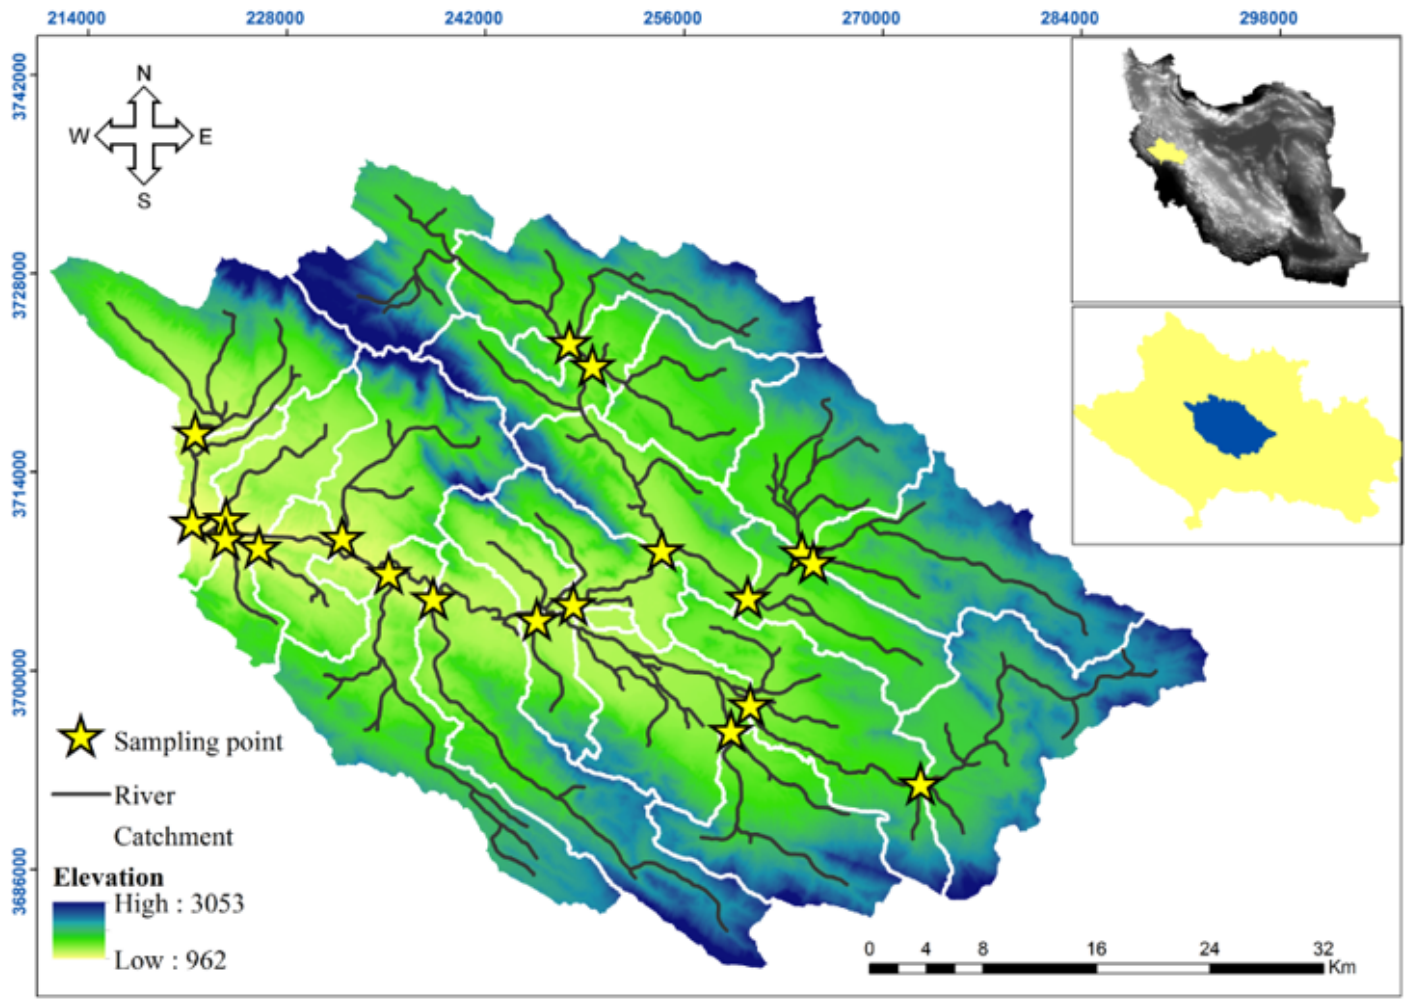 214000 228000 242000 256000 270000 284000 298000
3742000
3728000
3714000
3700000
3686000
N
W E
S
Sampling point
River
Catchment
Elevation
High : 3053
Low : 962
0 4 8 16 24 32
Km